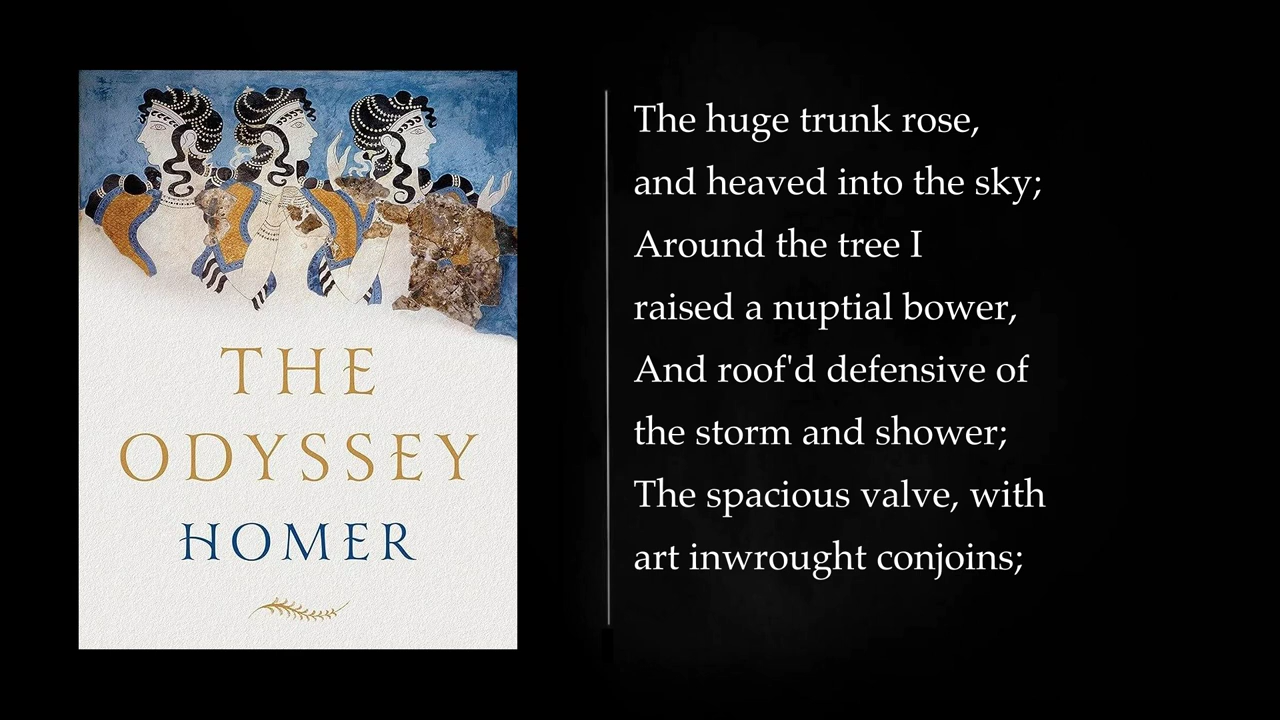 THE
ODYSSEY
HOMER
The huge trunk rose,
and heaved into the sky;
Around the tree I
raised a nuptial bower,
And roof'd defensive of
the storm and shower;
The spacious valve, with
art inwrought conjoins;